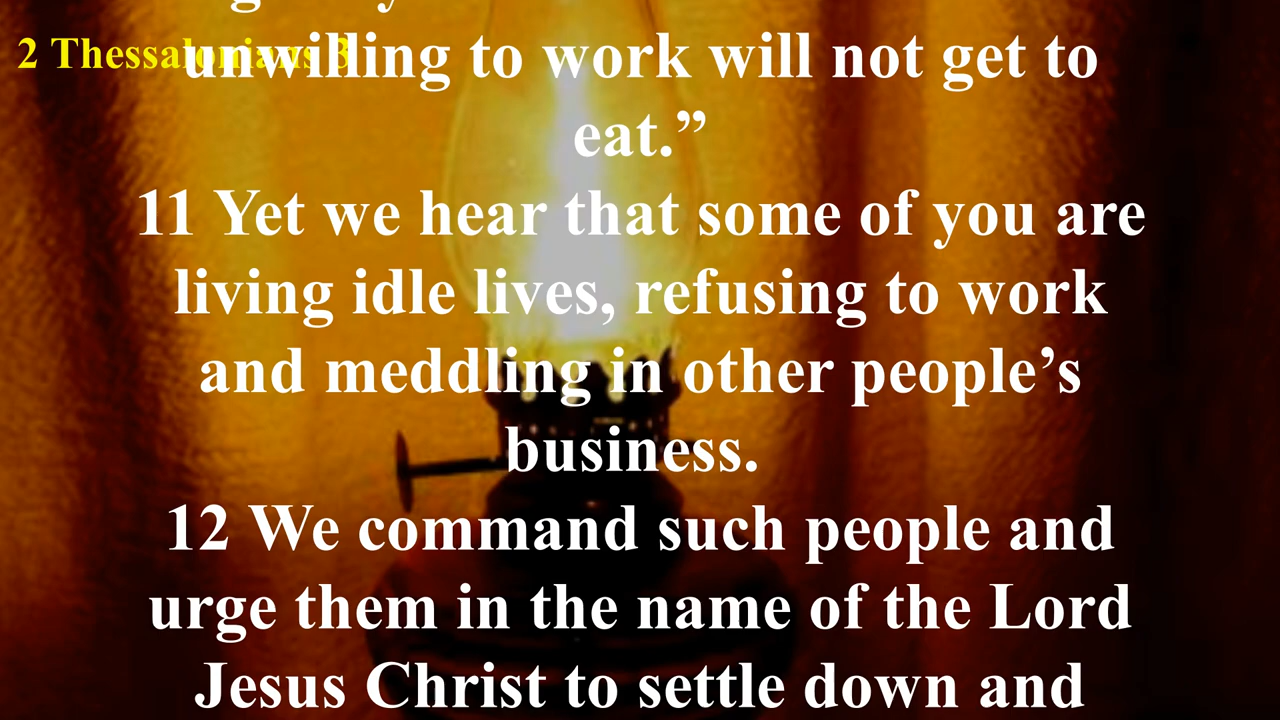 2 Thessalonians 3
unwilling to work will not get to
eat.”
11 Yet we hear that some of you are
living idle lives, refusing to work
and meddling in other people’s
business.
12 We command such people and
urge them in the name of the Lord
Jesus Christ to settle down and